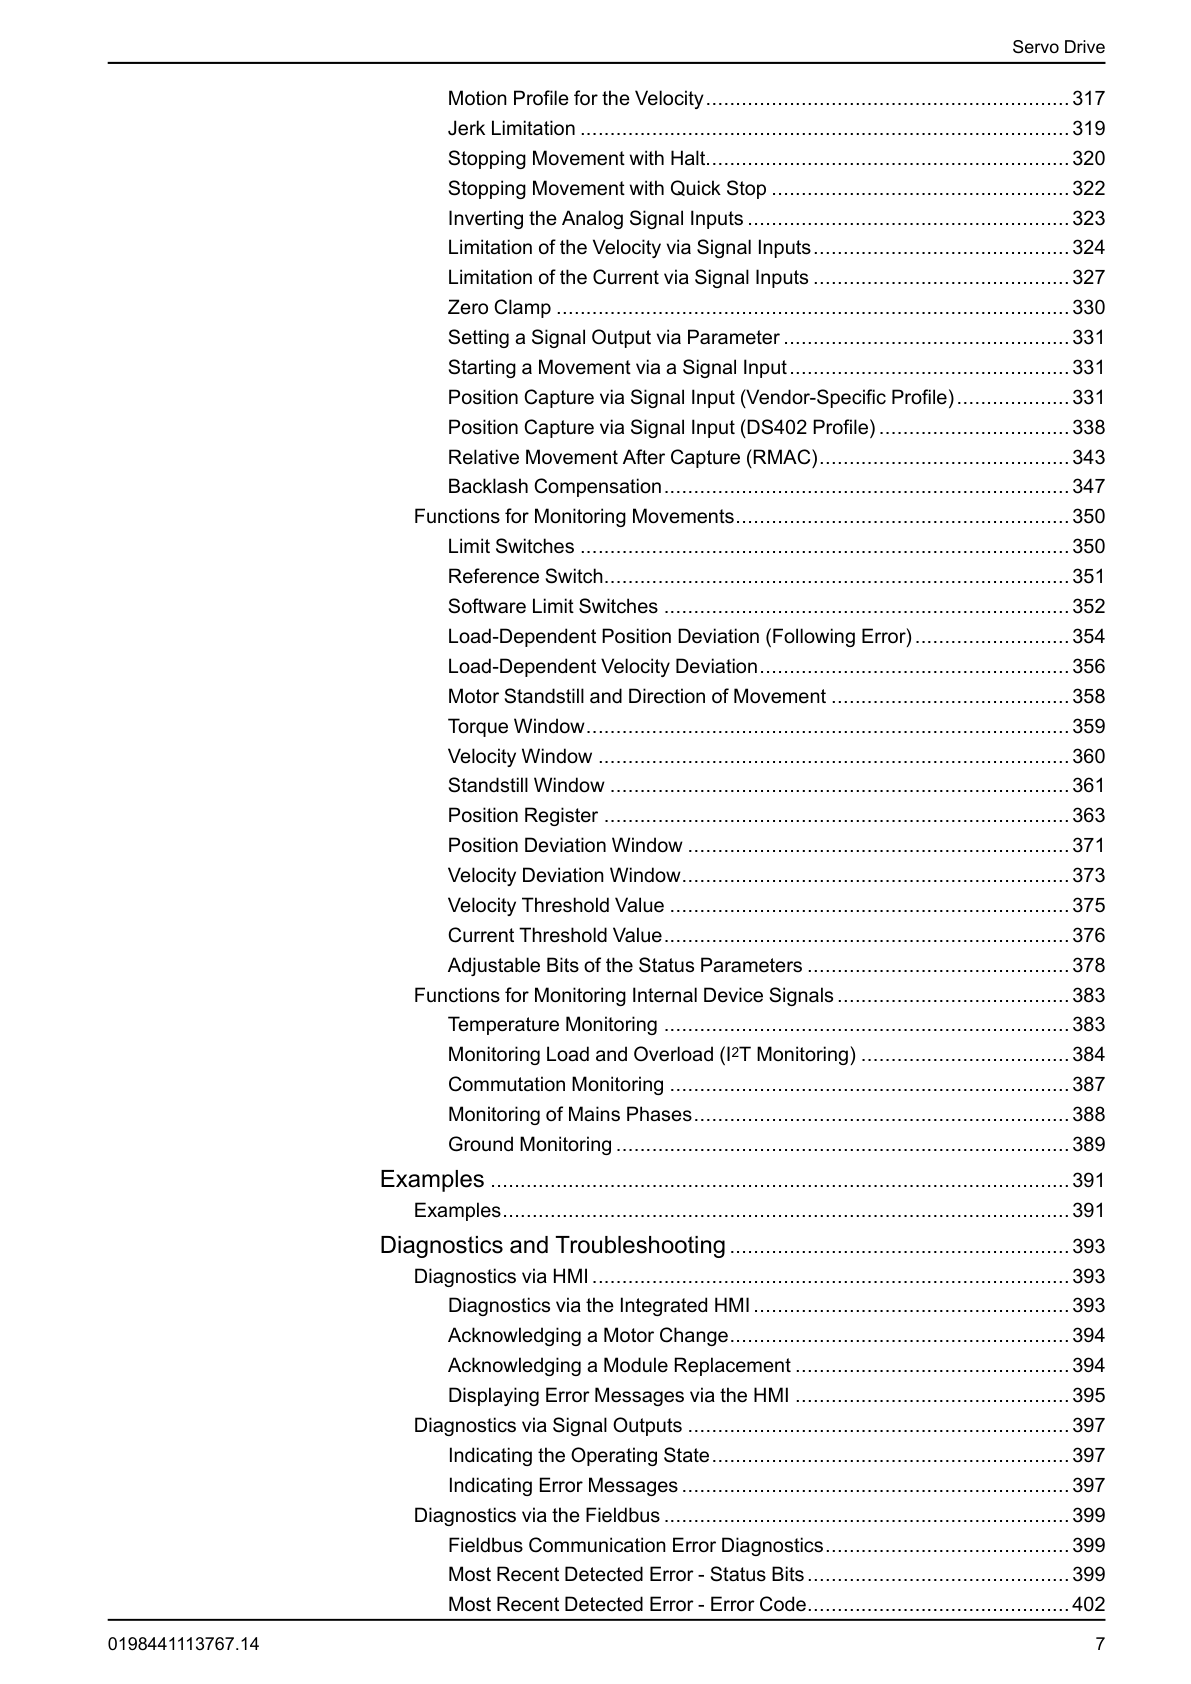 Servo Drive
Motion Profile for the Velocity............................................................. 317
Jerk Limitation .................................................................................. 319
Stopping Movement with Halt............................................................. 320
Stopping Movement with Quick Stop .................................................. 322
Inverting the Analog Signal Inputs ...................................................... 323
Limitation of the Velocity via Signal Inputs........................................... 324
Limitation of the Current via Signal Inputs ........................................... 327
Zero Clamp ...................................................................................... 330
Setting a Signal Output via Parameter ................................................ 331
Starting a Movement via a Signal Input............................................... 331
Position Capture via Signal Input (Vendor-Specific Profile)................... 331
Position Capture via Signal Input (DS402 Profile) ................................ 338
Relative Movement After Capture (RMAC).......................................... 343
Backlash Compensation.................................................................... 347
Functions for Monitoring Movements........................................................ 350
Limit Switches .................................................................................. 350
Reference Switch.............................................................................. 351
Software Limit Switches .................................................................... 352
Load-Dependent Position Deviation (Following Error) .......................... 354
Load-Dependent Velocity Deviation.................................................... 356
Motor Standstill and Direction of Movement ........................................ 358
Torque Window................................................................................. 359
Velocity Window ............................................................................... 360
Standstill Window ............................................................................. 361
Position Register .............................................................................. 363
Position Deviation Window ................................................................ 371
Velocity Deviation Window................................................................. 373
Velocity Threshold Value ................................................................... 375
Current Threshold Value.................................................................... 376
Adjustable Bits of the Status Parameters ............................................ 378
Functions for Monitoring Internal Device Signals ....................................... 383
Temperature Monitoring .................................................................... 383
Monitoring Load and Overload (I²T Monitoring) ................................... 384
Commutation Monitoring ................................................................... 387
Monitoring of Mains Phases............................................................... 388
Ground Monitoring ............................................................................ 389
Examples ................................................................................................. 391
Examples............................................................................................... 391
Diagnostics and Troubleshooting ......................................................... 393
Diagnostics via HMI ................................................................................ 393
Diagnostics via the Integrated HMI ..................................................... 393
Acknowledging a Motor Change......................................................... 394
Acknowledging a Module Replacement .............................................. 394
Displaying Error Messages via the HMI .............................................. 395
Diagnostics via Signal Outputs ................................................................ 397
Indicating the Operating State............................................................ 397
Indicating Error Messages ................................................................. 397
Diagnostics via the Fieldbus .................................................................... 399
Fieldbus Communication Error Diagnostics......................................... 399
Most Recent Detected Error - Status Bits ............................................ 399
Most Recent Detected Error - Error Code............................................ 402
0198441113767.14 7